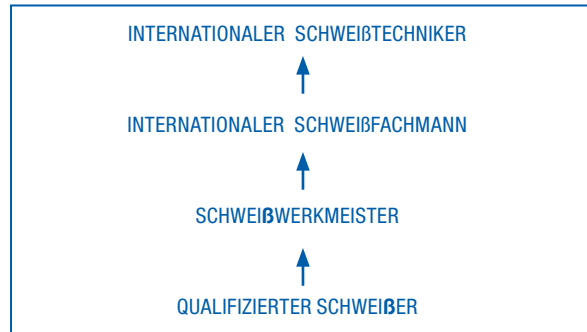 INTERNATIONALER SCHWEIßTECHNIKER
INTERNATIONALER SCHWEIßFACHMANN
SCHWEIßWERKMEISTER
QUALIFIZIERTER SCHWEIßER